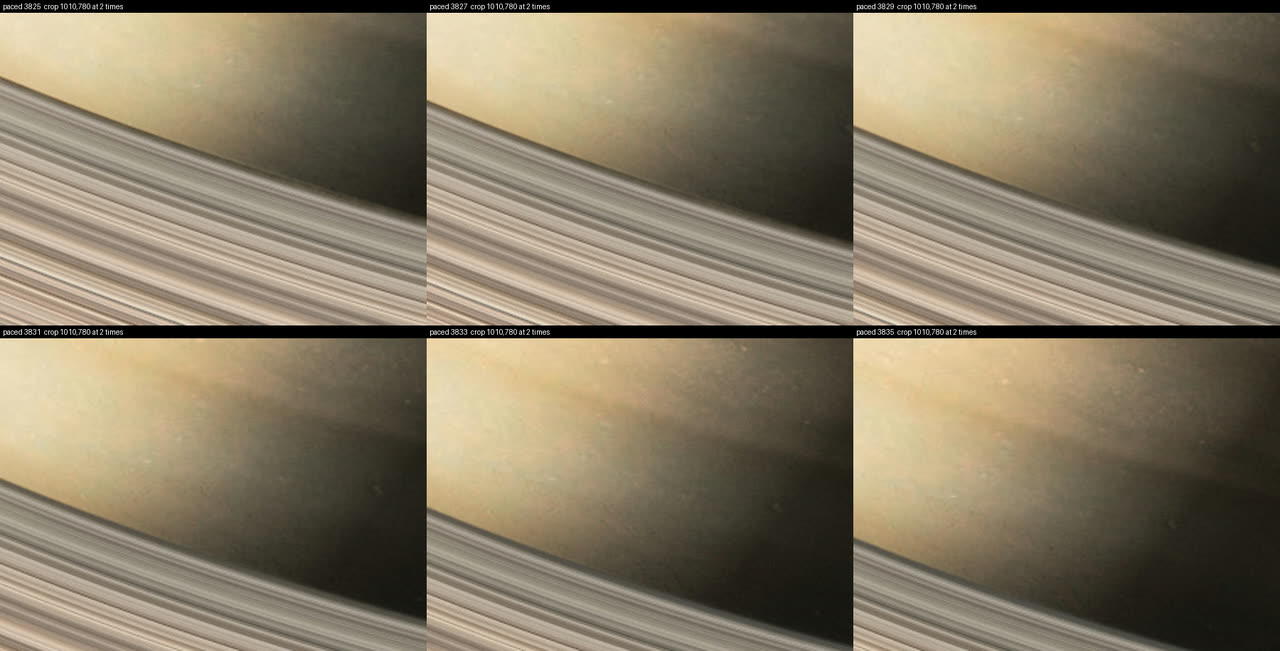 paced 3825 crop 1010,780 at 2 times
paced 3827 crop 1010,780 at 2 times
paced 3829 crop 1010,780 at 2 times
paced 3831 crop 1010,780 at 2 times
paced 3833 crop 1010,780 at 2 times
paced 3835 crop 1010,780 at 2 times